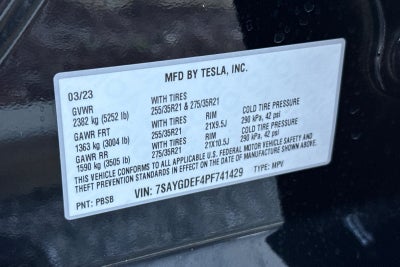 MFD BY TESLA, INC.
03/23
GVWR WITH TIRES
2382 kg (5252 lb) 255/35R21 & 275/35R21
GAWR FRT WITH TIRES RIM COLD TIRE PRESSURE
1363 kg (3004 lb) 255/35R21 21X9.5J 290 kPa, 42 psi
GAWR RR WITH TIRES RIM COLD TIRE PRESSURE
1590 kg (3505 lb) 275/35R21 21X10.5J 290 kPa, 42 psi
THIS VEHICLE CONFORMS TO ALL APPLICABLE U.S. FEDERAL MOTOR VEHICLE SAFETY AND
THEFT PREVENTION STANDARDS IN EFFECT ON THE DATE OF MANUFACTURE SHOWN ABOVE.
PNT: PBSB VIN: 7SAYGDEF4PF741429 TYPE: MPV